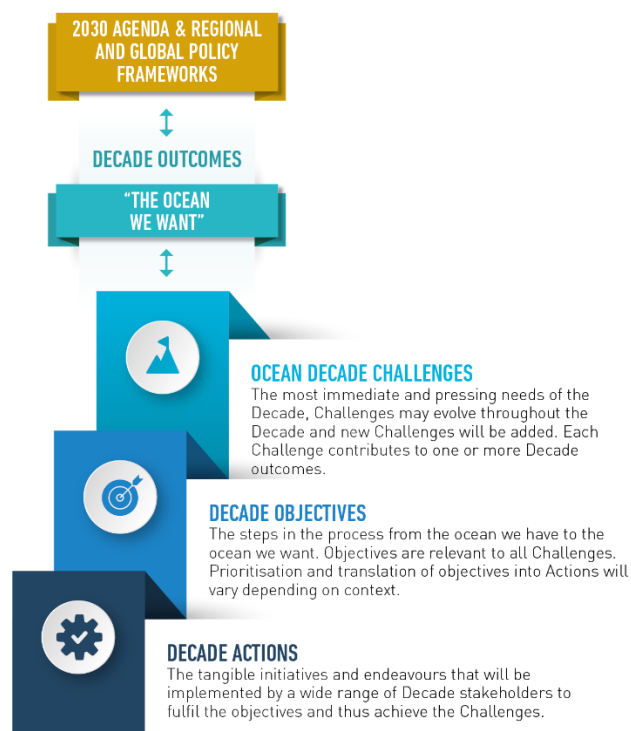 2030 AGENDA & REGIONAL
AND GLOBAL POLICY
FRAMEWORKS
DECADE OUTCOMES
“THE OCEAN
WE WANT”
OCEAN DECADE CHALLENGES
The most immediate and pressing needs of the
Decade, Challenges may evolve throughout the
Decade and new Challenges will be added. Each
Challenge contributes to one or more Decade
outcomes.
DECADE OBJECTIVES
The steps in the process from the ocean we have to the
ocean we want. Objectives are relevant to all Challenges.
Prioritisation and translation of objectives into Actions will
vary depending on context.
DECADE ACTIONS
The tangible initiatives and endeavours that will be
implemented by a wide range of Decade stakeholders to
fulfil the objectives and thus achieve the Challenges.